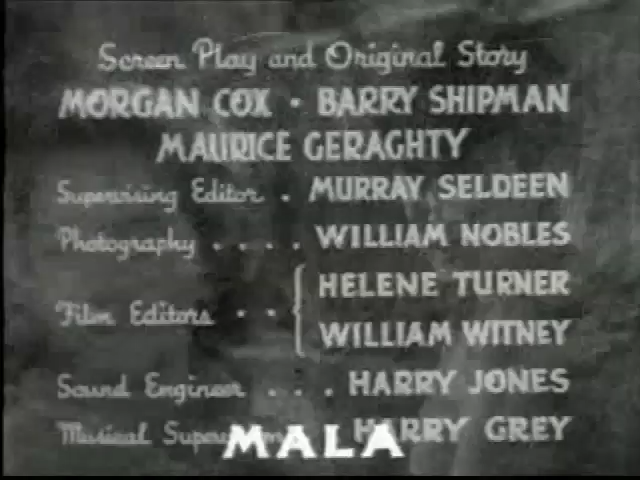 Screen Play and Original Story
MORGAN COX · BARRY SHIPMAN
MAURICE GERAGHTY
Supervising Editor . MURRAY SELDEEN
Photography . . . . WILLIAM NOBLES
Film Editors . . { HELENE TURNER
WILLIAM WITNEY
Sound Engineer . . . HARRY JONES
Musical HARRY GREY
MALA